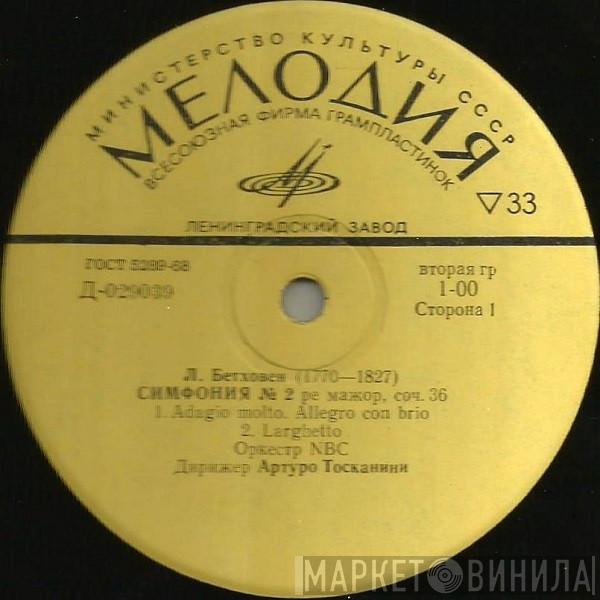 МИНИСТЕРСТВО КУЛЬТУРЫ СССР
МЕЛОДИЯ
ВСЕСОЮЗНАЯ ФИРМА ГРАМПЛАСТИНОК
▽33
ЛЕНИНГРАДСКИЙ ЗАВОД
ГОСТ 5289-68
вторая гр
Д-029039
1-00
Сторона 1
Л. Бетховен (1770—1827)
СИМФОНИЯ № 2 ре мажор, соч. 36
1. Adagio molto. Allegro con brio
2. Larghetto
Оркестр NBC
Дирижер Артуро Тосканини
МАРКЕТ ВИНИЛА